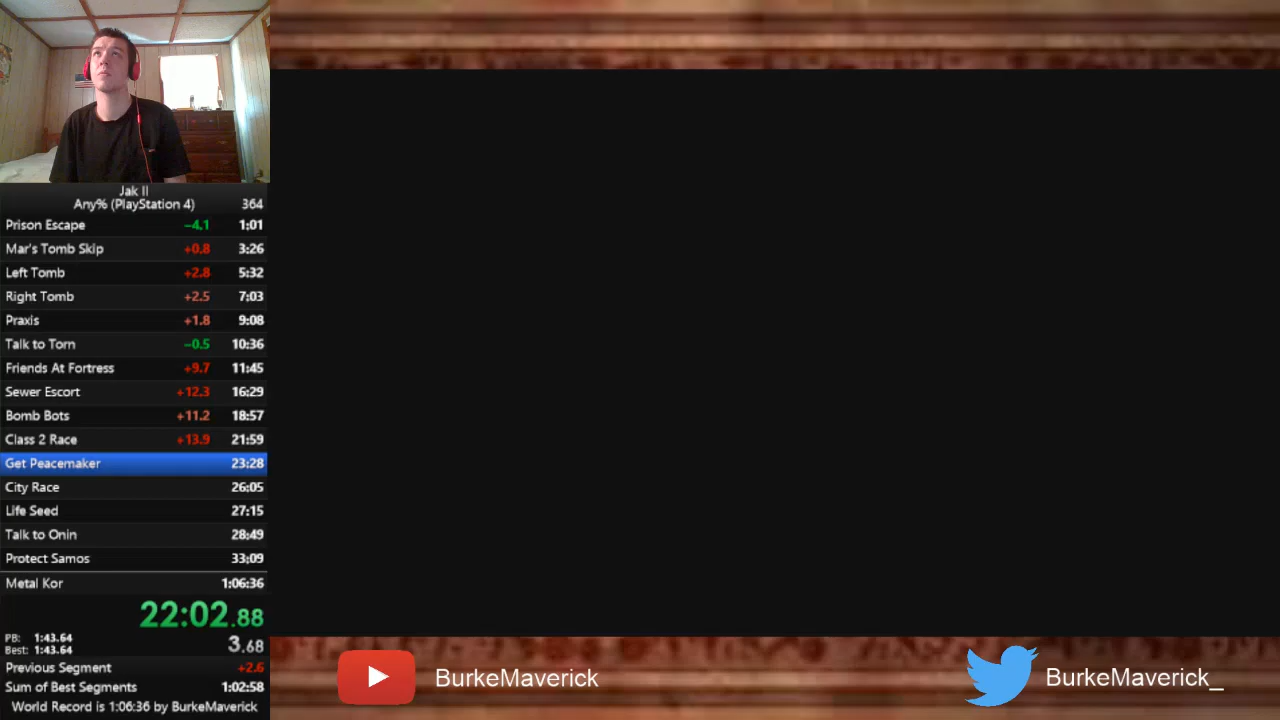 Jak II
Any% (PlayStation 4) 364
Prison Escape -4.1 1:01
Mar's Tomb Skip +0.8 3:26
Left Tomb +2.8 5:32
Right Tomb +2.5 7:03
Praxis +1.8 9:08
Talk to Torn -0.5 10:36
Friends At Fortress +9.7 11:45
Sewer Escort +12.3 16:29
Bomb Bots +11.2 18:57
Class 2 Race +13.9 21:59
Get Peacemaker 23:28
City Race 26:05
Life Seed 27:15
Talk to Onin 28:49
Protect Samos 33:09
Metal Kor 1:06:36
22:02.88
PB: 1:43.64 3.68
Best: 1:43.64
Previous Segment +2.6
Sum of Best Segments 1:02:58
World Record is 1:06:36 by BurkeMaverick
BurkeMaverick
BurkeMaverick_